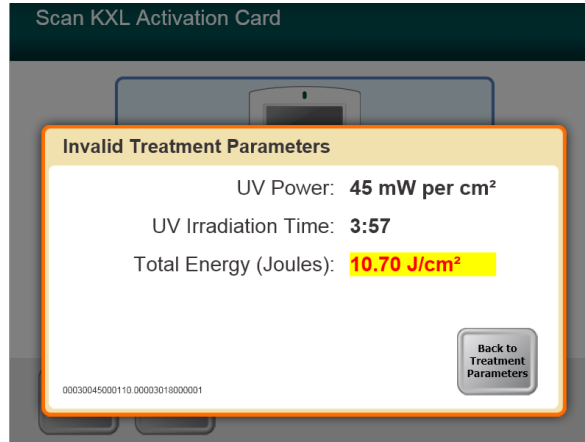 Scan KXL Activation Card
Invalid Treatment Parameters
UV Power: 45 mW per cm²
UV Irradiation Time: 3:57
Total Energy (Joules): 10.70 J/cm²
Back to
Treatment
Parameters
00030045000110.00003018000001